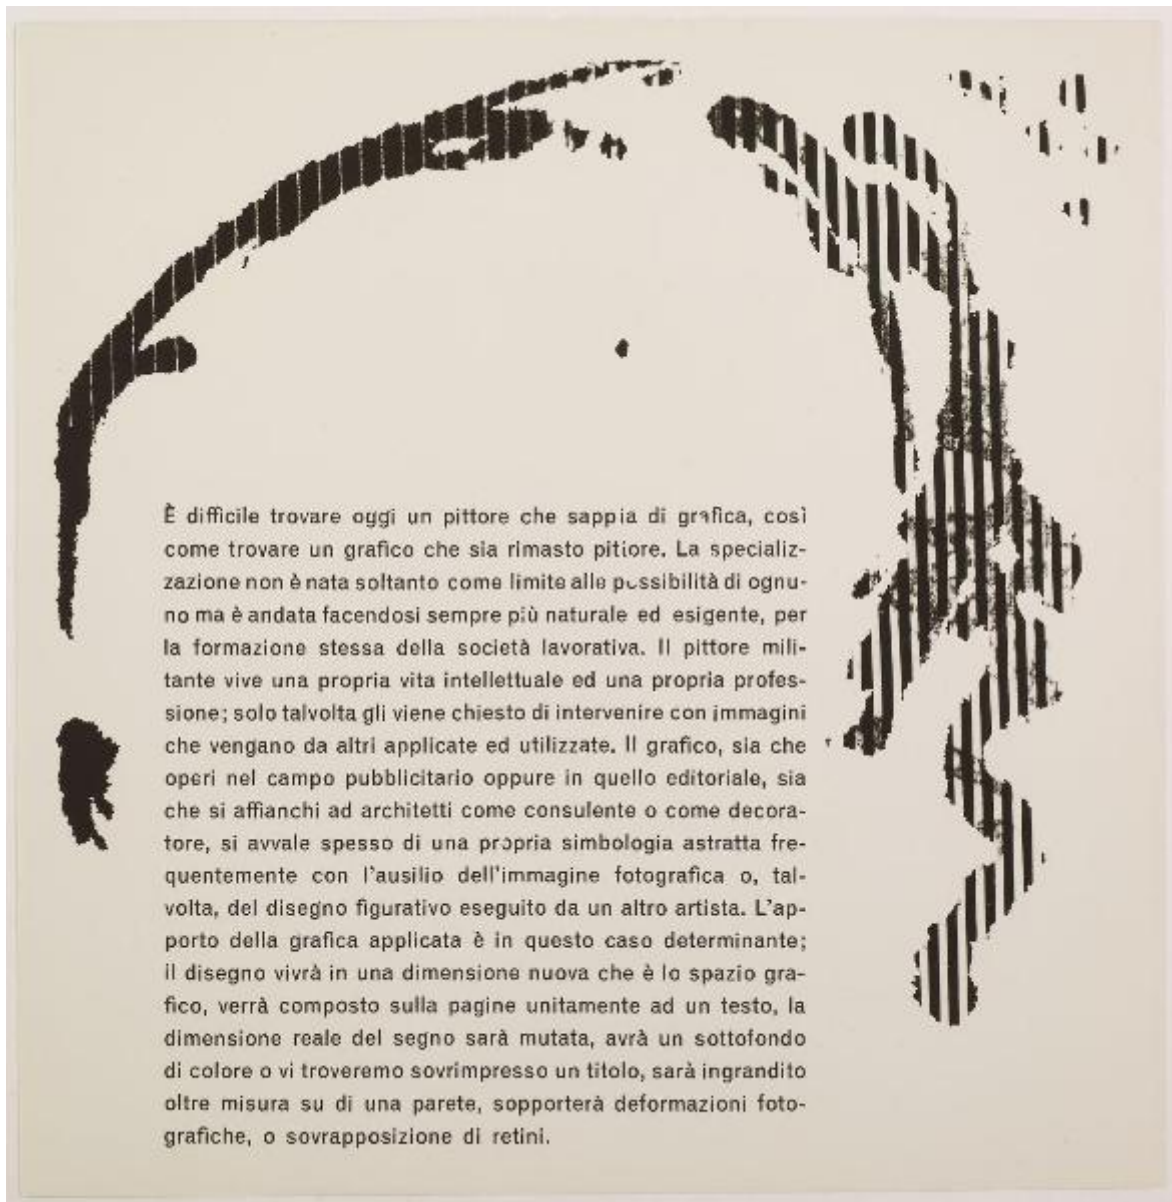 È difficile trovare oggi un pittore che sappia di grafica, così
come trovare un grafico che sia rimasto pittore. La specializ-
zazione non è nata soltanto come limite alle possibilità di ognu-
no ma è andata facendosi sempre più naturale ed esigente, per
la formazione stessa della società lavorativa. Il pittore mili-
tante vive una propria vita intellettuale ed una propria profes-
sione; solo talvolta gli viene chiesto di intervenire con immagini
che vengano da altri applicate ed utilizzate. Il grafico, sia che
operi nel campo pubblicitario oppure in quello editoriale, sia
che si affianchi ad architetti come consulente o come decora-
tore, si avvale spesso di una propria simbologia astratta fre-
quentemente con l'ausilio dell'immagine fotografica o, tal-
volta, del disegno figurativo eseguito da un altro artista. L'ap-
porto della grafica applicata è in questo caso determinante;
il disegno vivrà in una dimensione nuova che è lo spazio gra-
fico, verrà composto sulla pagine unitamente ad un testo, la
dimensione reale del segno sarà mutata, avrà un sottofondo
di colore o vi troveremo sovrimpresso un titolo, sarà ingrandito
oltre misura su di una parete, sopporterà deformazioni foto-
grafiche, o sovrapposizione di retini.